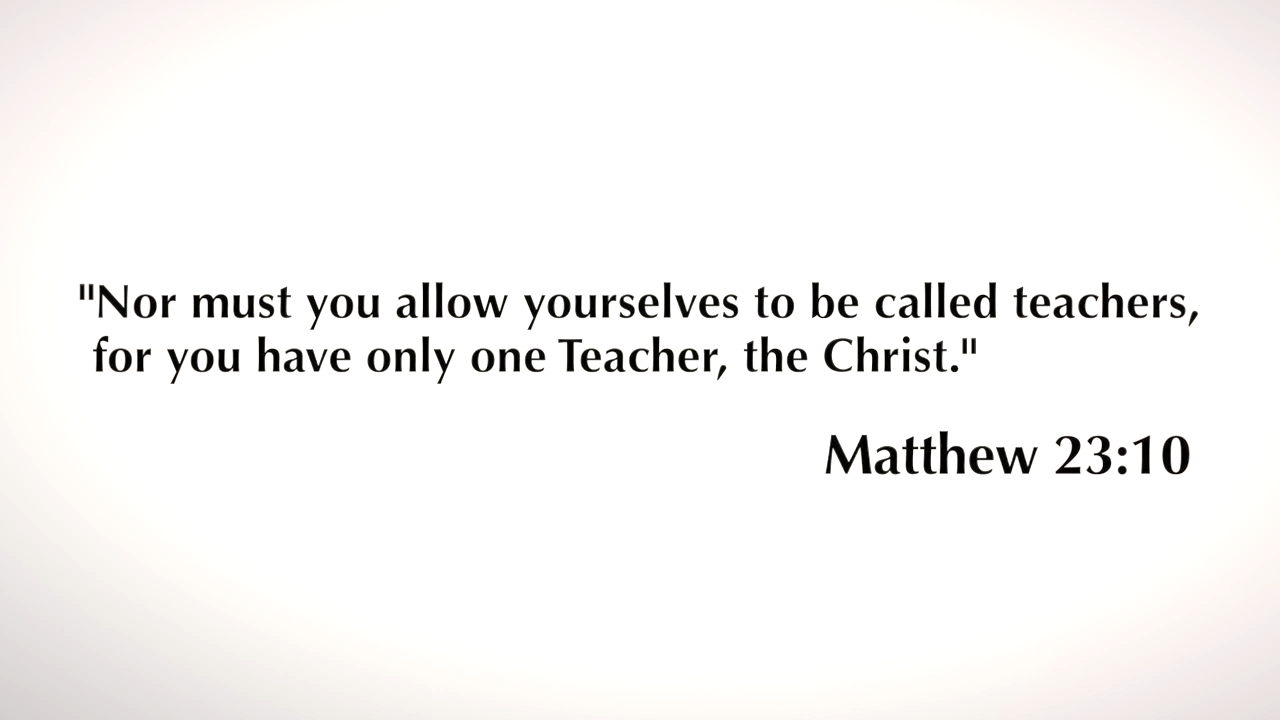 "Nor must you allow yourselves to be called teachers,
for you have only one Teacher, the Christ."
Matthew 23:10